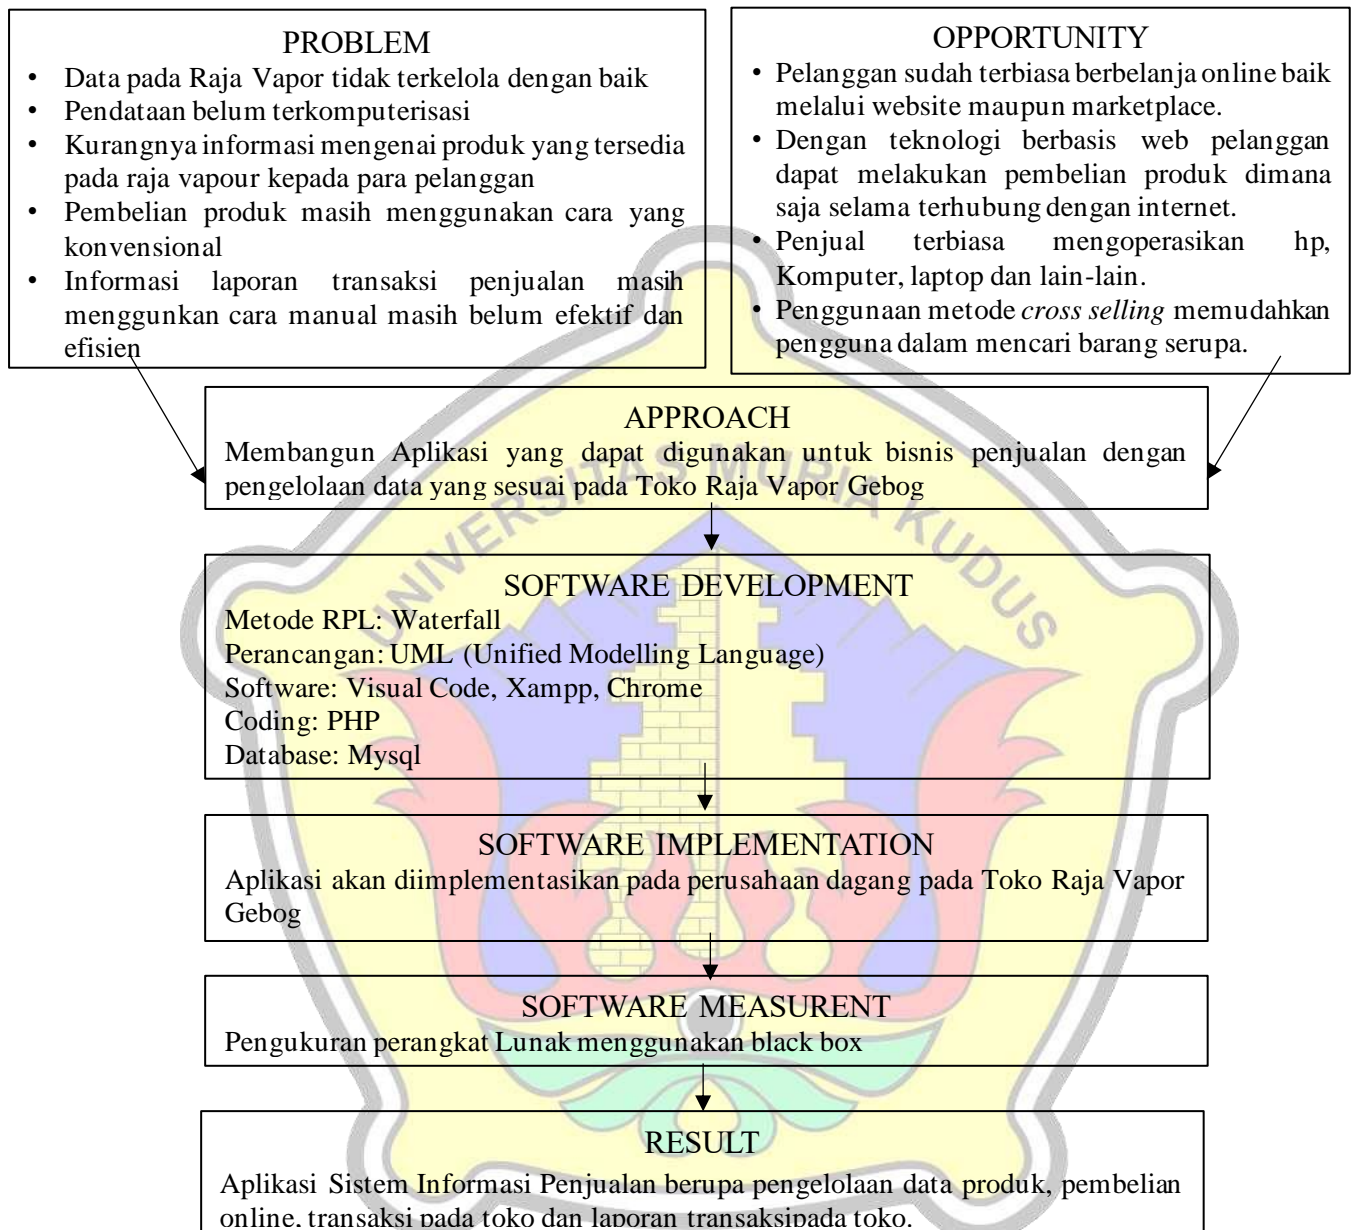 PROBLEM
• Data pada Raja Vapor tidak terkelola dengan baik
• Pendataan belum terkomputerisasi
• Kurangnya informasi mengenai produk yang tersedia
pada raja vapour kepada para pelanggan
• Pembelian produk masih menggunakan cara yang
konvensional
• Informasi laporan transaksi penjualan masih
menggunkan cara manual masih belum efektif dan
efisien
OPPORTUNITY
• Pelanggan sudah terbiasa berbelanja online baik
melalui website maupun marketplace.
• Dengan teknologi berbasis web pelanggan
dapat melakukan pembelian produk dimana
saja selama terhubung dengan internet.
• Penjual terbiasa mengoperasikan hp,
Komputer, laptop dan lain-lain.
• Penggunaan metode cross selling memudahkan
pengguna dalam mencari barang serupa.
APPROACH
Membangun Aplikasi yang dapat digunakan untuk bisnis penjualan dengan
pengelolaan data yang sesuai pada Toko Raja Vapor Gebog
UNIVERSITAS MURIA KUDUS
SOFTWARE DEVELOPMENT
Metode RPL: Waterfall
Perancangan: UML (Unified Modelling Language)
Software: Visual Code, Xampp, Chrome
Coding: PHP
Database: Mysql
SOFTWARE IMPLEMENTATION
Aplikasi akan diimplementasikan pada perusahaan dagang pada Toko Raja Vapor
Gebog
SOFTWARE MEASURENT
Pengukuran perangkat Lunak menggunakan black box
RESULT
Aplikasi Sistem Informasi Penjualan berupa pengelolaan data produk, pembelian
online, transaksi pada toko dan laporan transaksipada toko.